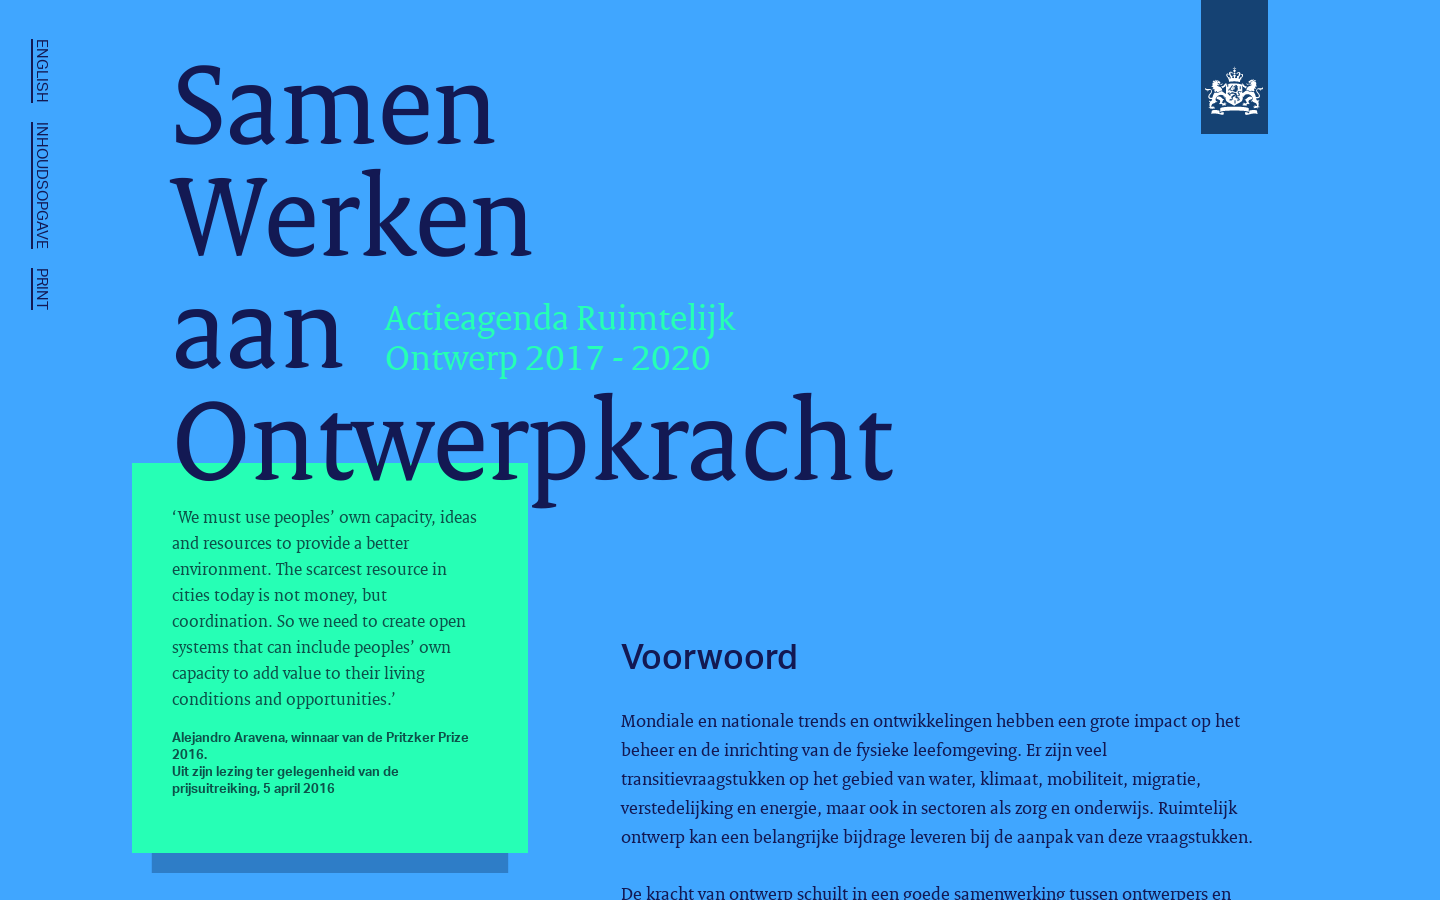 ENGLISH
INHOUDSOPGAVE
PRINT
Samen
Werken
aan
Actieagenda Ruimtelijk
Ontwerp 2017 - 2020
Ontwerpkracht
‘We must use peoples’ own capacity, ideas
and resources to provide a better
environment. The scarcest resource in
cities today is not money, but
coordination. So we need to create open
systems that can include peoples’ own
capacity to add value to their living
conditions and opportunities.’
Alejandro Aravena, winnaar van de Pritzker Prize
2016.
Uit zijn lezing ter gelegenheid van de
prijsuitreiking, 5 april 2016
Voorwoord
Mondiale en nationale trends en ontwikkelingen hebben een grote impact op het
beheer en de inrichting van de fysieke leefomgeving. Er zijn veel
transitievraagstukken op het gebied van water, klimaat, mobiliteit, migratie,
verstedelijking en energie, maar ook in sectoren als zorg en onderwijs. Ruimtelijk
ontwerp kan een belangrijke bijdrage leveren bij de aanpak van deze vraagstukken.
De kracht van ontwerp schuilt in een goede samenwerking tussen ontwerpers en